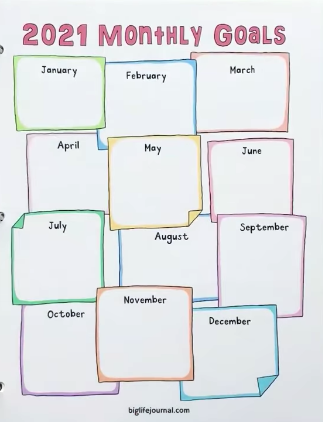 2021 Monthly Goals
January
February
March
April
May
June
July
August
September
October
November
December
biglifejournal.com